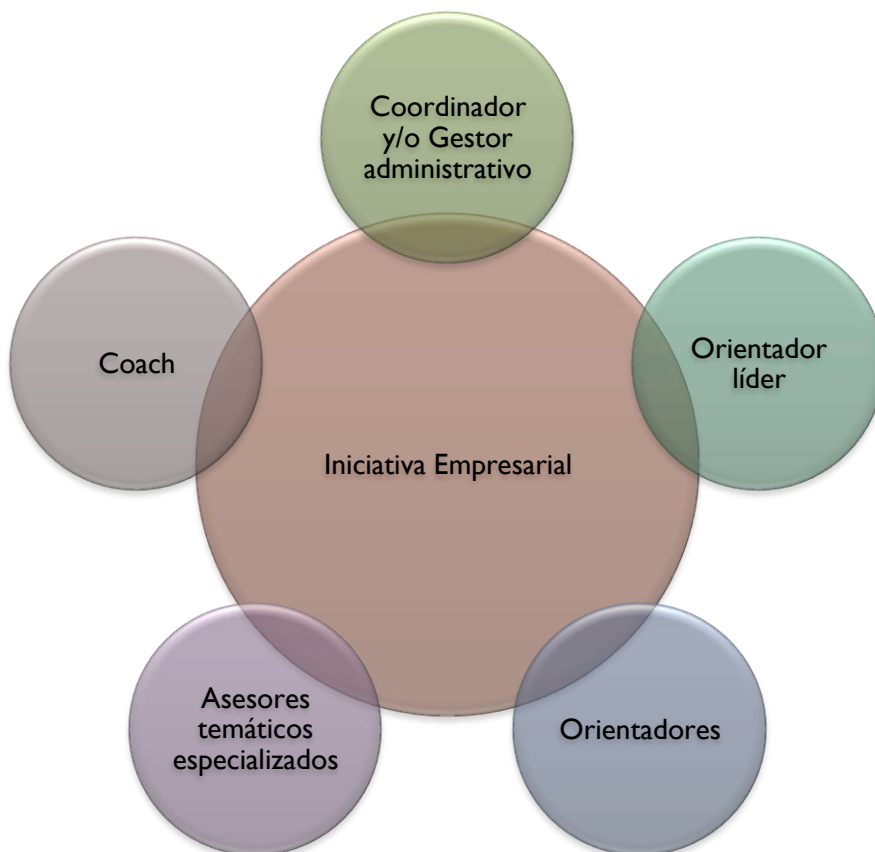 Coordinador
y/o Gestor
administrativo
Coach
Orientador
líder
Iniciativa Empresarial
Asesores
temáticos
especializados
Orientadores